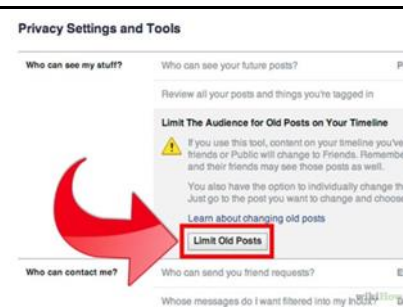 Privacy Settings and Tools
Who can see my stuff?
Who can see your future posts?
Review all your posts and things you're tagged in
Limit The Audience for Old Posts on Your Timeline
If you use this tool, content on your timeline you've
friends or Public will change to Friends. Remembe
and their friends may see those posts as well.
You also have the option to individually change th
Just go to the post you want to change and choose
Learn about changing old posts
Limit Old Posts
Who can contact me?
Who can send you friend requests?
E
Whose messages do I want filtered into my Inbox?
wikiHow